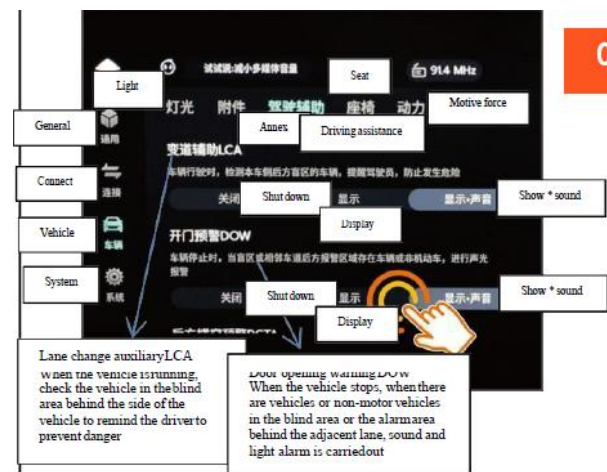 0
试试说:减小多媒体音量
91.4 MHz
Light
Seat
灯光 附件 驾驶辅助 座椅 动力
Motive force
General
通用
Annex
Driving assistance
变道辅助LCA
车辆行驶时，检测本车侧后方盲区的车辆，提醒驾驶员，防止发生危险
Connect
连接
关闭
Shut down
显示
显示+声音
Show * sound
Display
Vehicle
车辆
开门预警DOW
车辆停止时，当盲区或相邻车道后方报警区域存在车辆或非机动车，进行声光
报警
System
系统
关闭
Shut down
显示
显示+声音
Show * sound
Display
Lane change auxiliaryLCA
When the vehicle isrunning,
check the vehicle in theblind
area behind the side of the
vehicle to remind the driverto
prevent danger
Door opening warningDOW
When the vehicle stops, whenthere
are vehicles or non-motor vehicles
in the blind area or the alarmarea
behind the adjacent lane, sound and
light alarm is carriedout